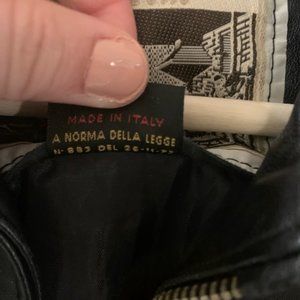 MADE IN ITALY
A NORMA DELLA LEGGE
N° 883 DEL 26-11-73